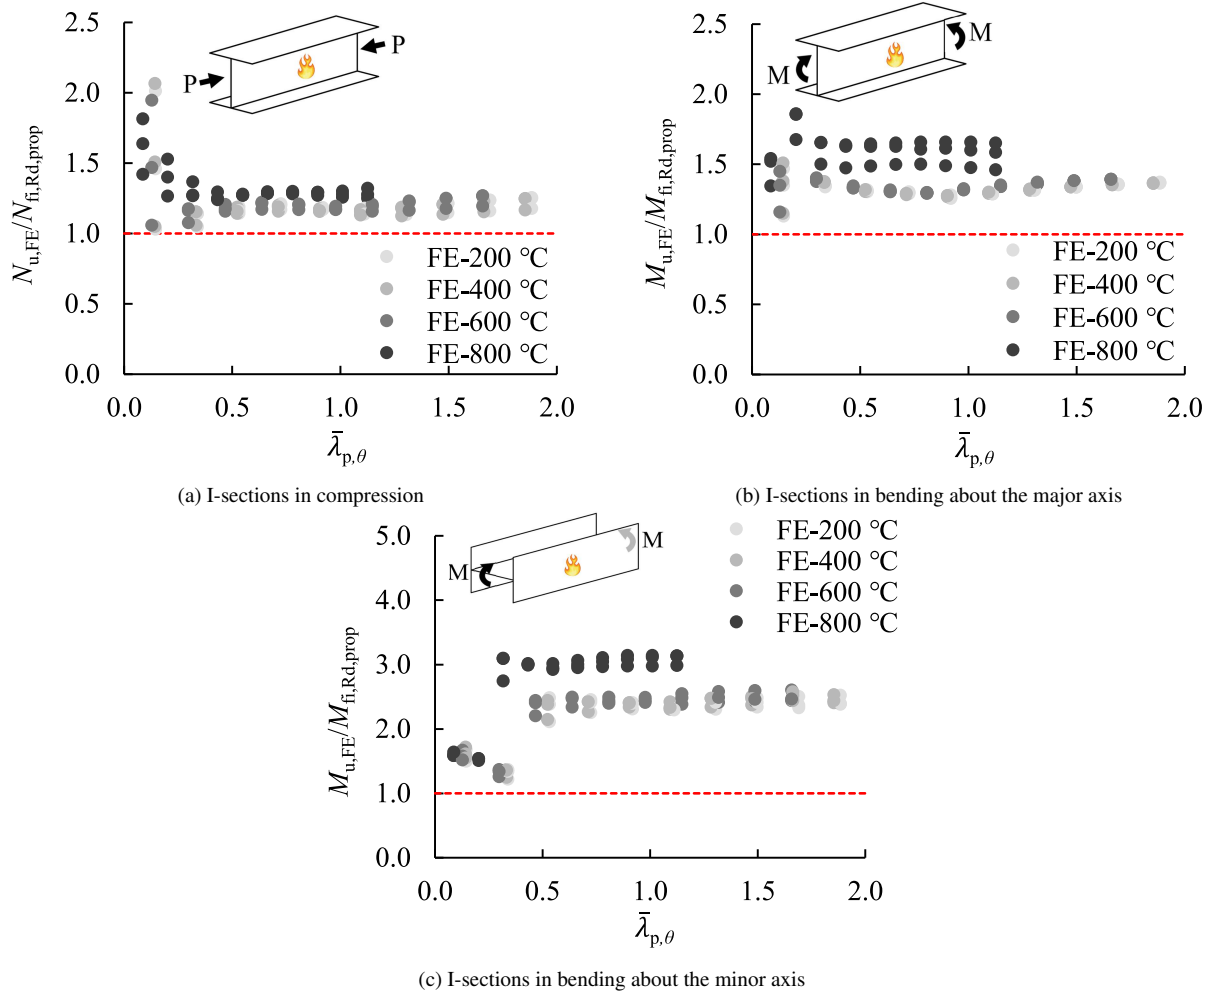 2.5
2.0
1.5
1.0
0.5
0.0
N_u,FE/N_fi,Rd,prop
P
P
FE-200 °C
FE-400 °C
FE-600 °C
FE-800 °C
0.0 0.5 1.0 1.5 2.0
λ̄_p,θ
(a) I-sections in compression
2.5
2.0
1.5
1.0
0.5
0.0
M_u,FE/M_fi,Rd,prop
M
M
FE-200 °C
FE-400 °C
FE-600 °C
FE-800 °C
0.0 0.5 1.0 1.5 2.0
λ̄_p,θ
(b) I-sections in bending about the major axis
5.0
4.0
3.0
2.0
1.0
0.0
M_u,FE/M_fi,Rd,prop
M
M
FE-200 °C
FE-400 °C
FE-600 °C
FE-800 °C
0.0 0.5 1.0 1.5 2.0
λ̄_p,θ
(c) I-sections in bending about the minor axis